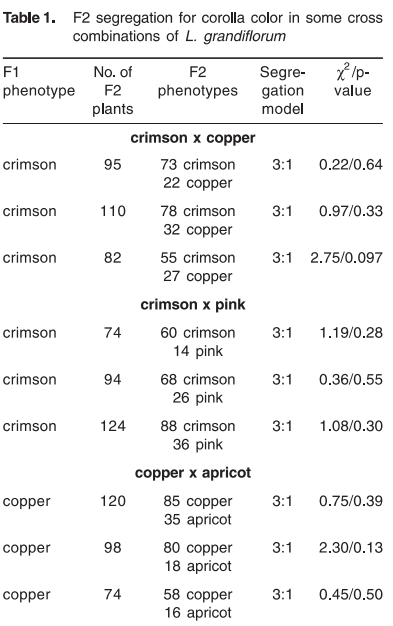 Table 1. F2 segregation for corolla color in some cross
combinations of L. grandiflorum
F1 phenotype No. of F2 plants F2 phenotypes Segre-gation model χ²/p-value
crimson x copper
crimson 95 73 crimson 3:1 0.22/0.64
22 copper
crimson 110 78 crimson 3:1 0.97/0.33
32 copper
crimson 82 55 crimson 3:1 2.75/0.097
27 copper
crimson x pink
crimson 74 60 crimson 3:1 1.19/0.28
14 pink
crimson 94 68 crimson 3:1 0.36/0.55
26 pink
crimson 124 88 crimson 3:1 1.08/0.30
36 pink
copper x apricot
copper 120 85 copper 3:1 0.75/0.39
35 apricot
copper 98 80 copper 3:1 2.30/0.13
18 apricot
copper 74 58 copper 3:1 0.45/0.50
16 apricot